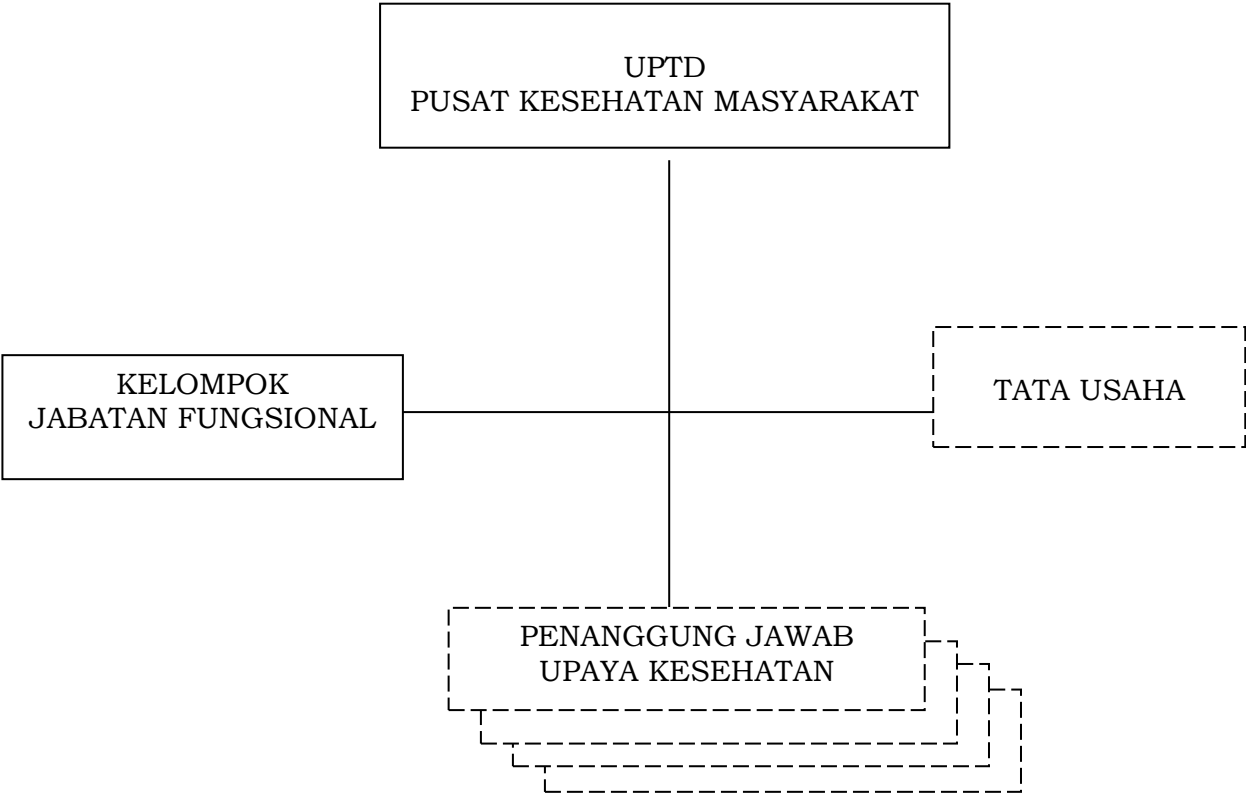 UPTD
PUSAT KESEHATAN MASYARAKAT
KELOMPOK
JABATAN FUNGSIONAL
TATA USAHA
PENANGGUNG JAWAB
UPAYA KESEHATAN